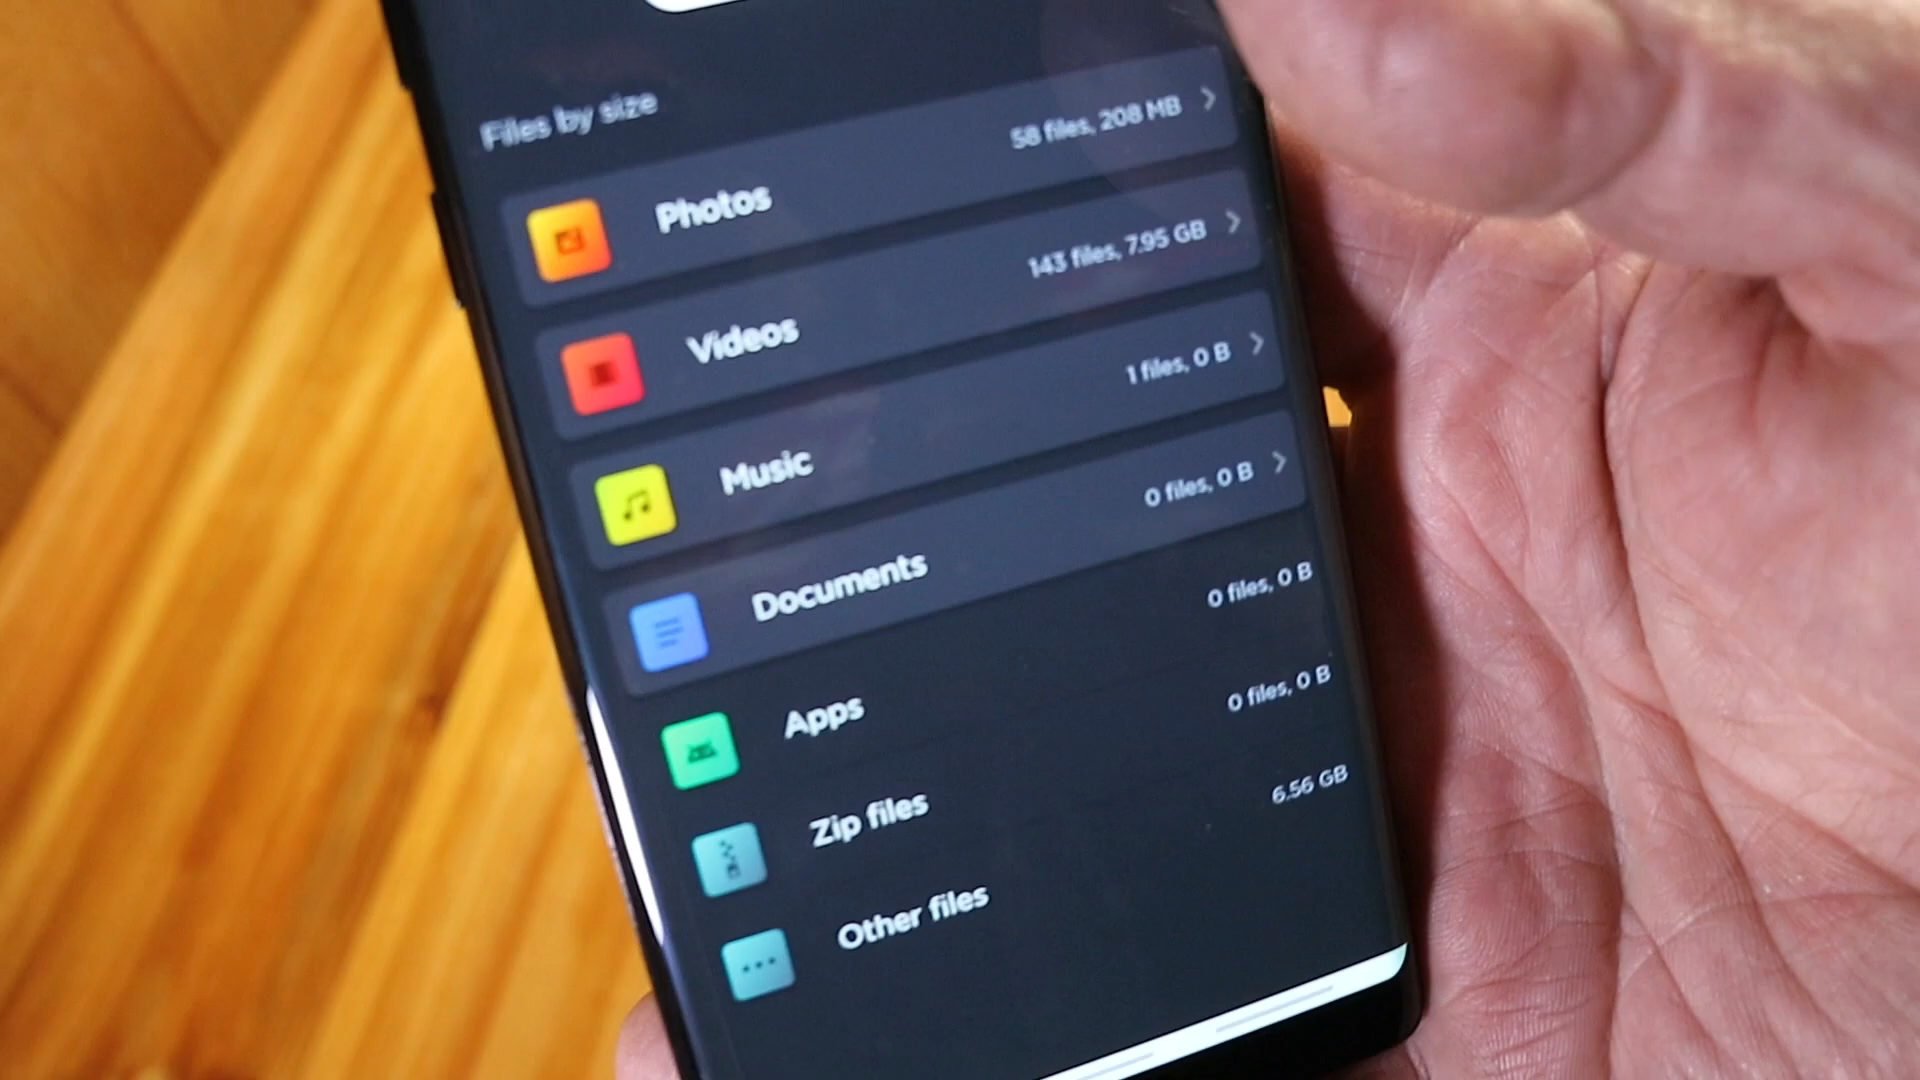 Files by size
Photos 58 files, 208 MB
Videos 143 files, 7.95 GB
Music 1 files, 0 B
Documents 0 files, 0 B
Apps 0 files, 0 B
Zip files 0 files, 0 B
Other files 6.56 GB